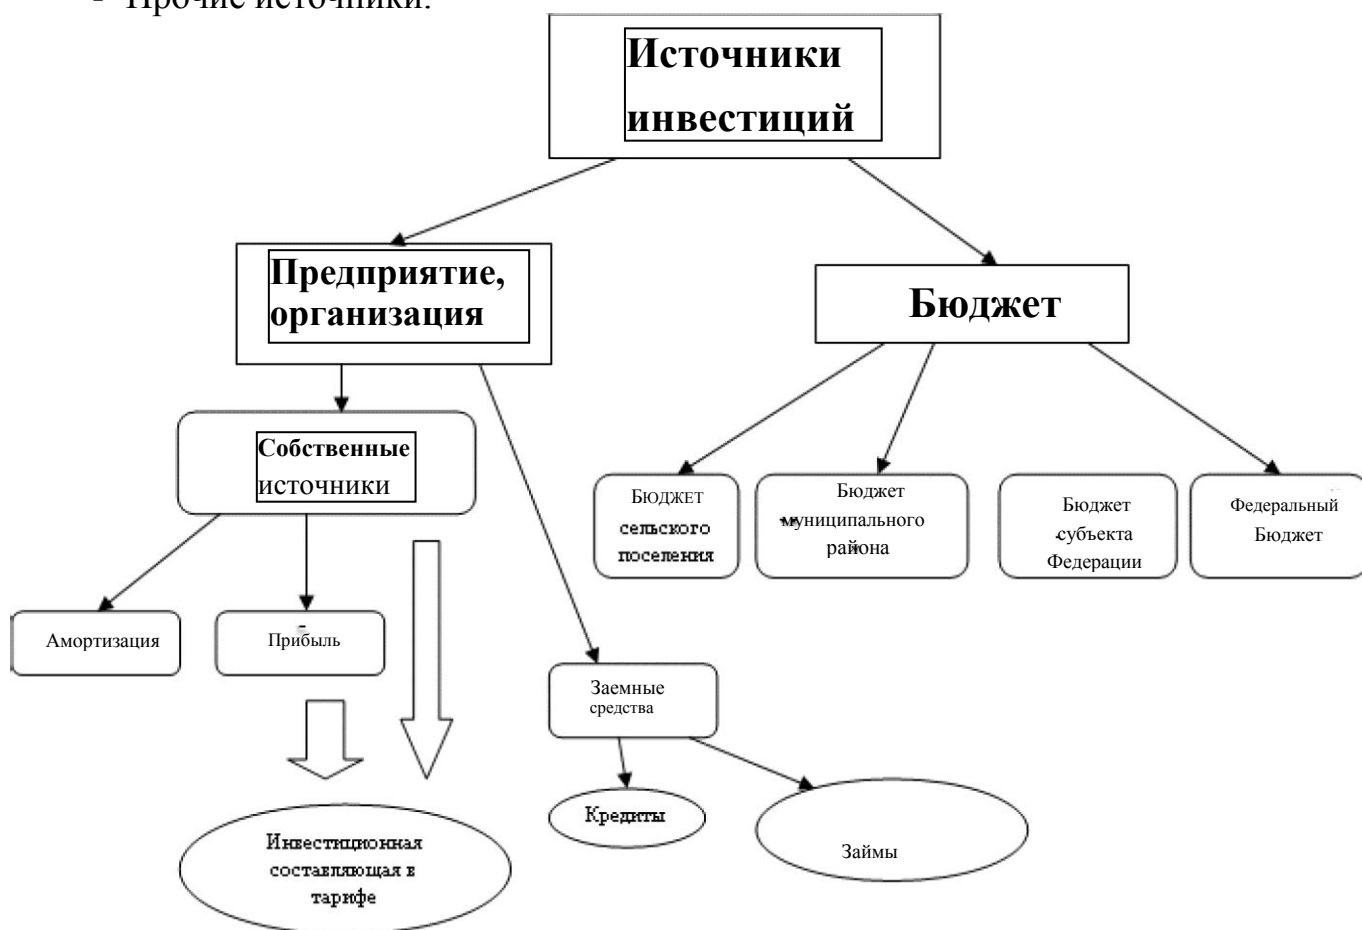 - Прочие источники.
Источники
инвестиций
Предприятие,
организация
Бюджет
Собственные
источники
БЮДЖЕТ
сельского
поселения
Бюджет
муниципального
района
Бюджет
субъекта
Федерации
Федеральный
Бюджет
Амортизация
Прибыль
Заемные
средства
Кредиты
Займы
Инвестиционная
составляющая в
тарифе